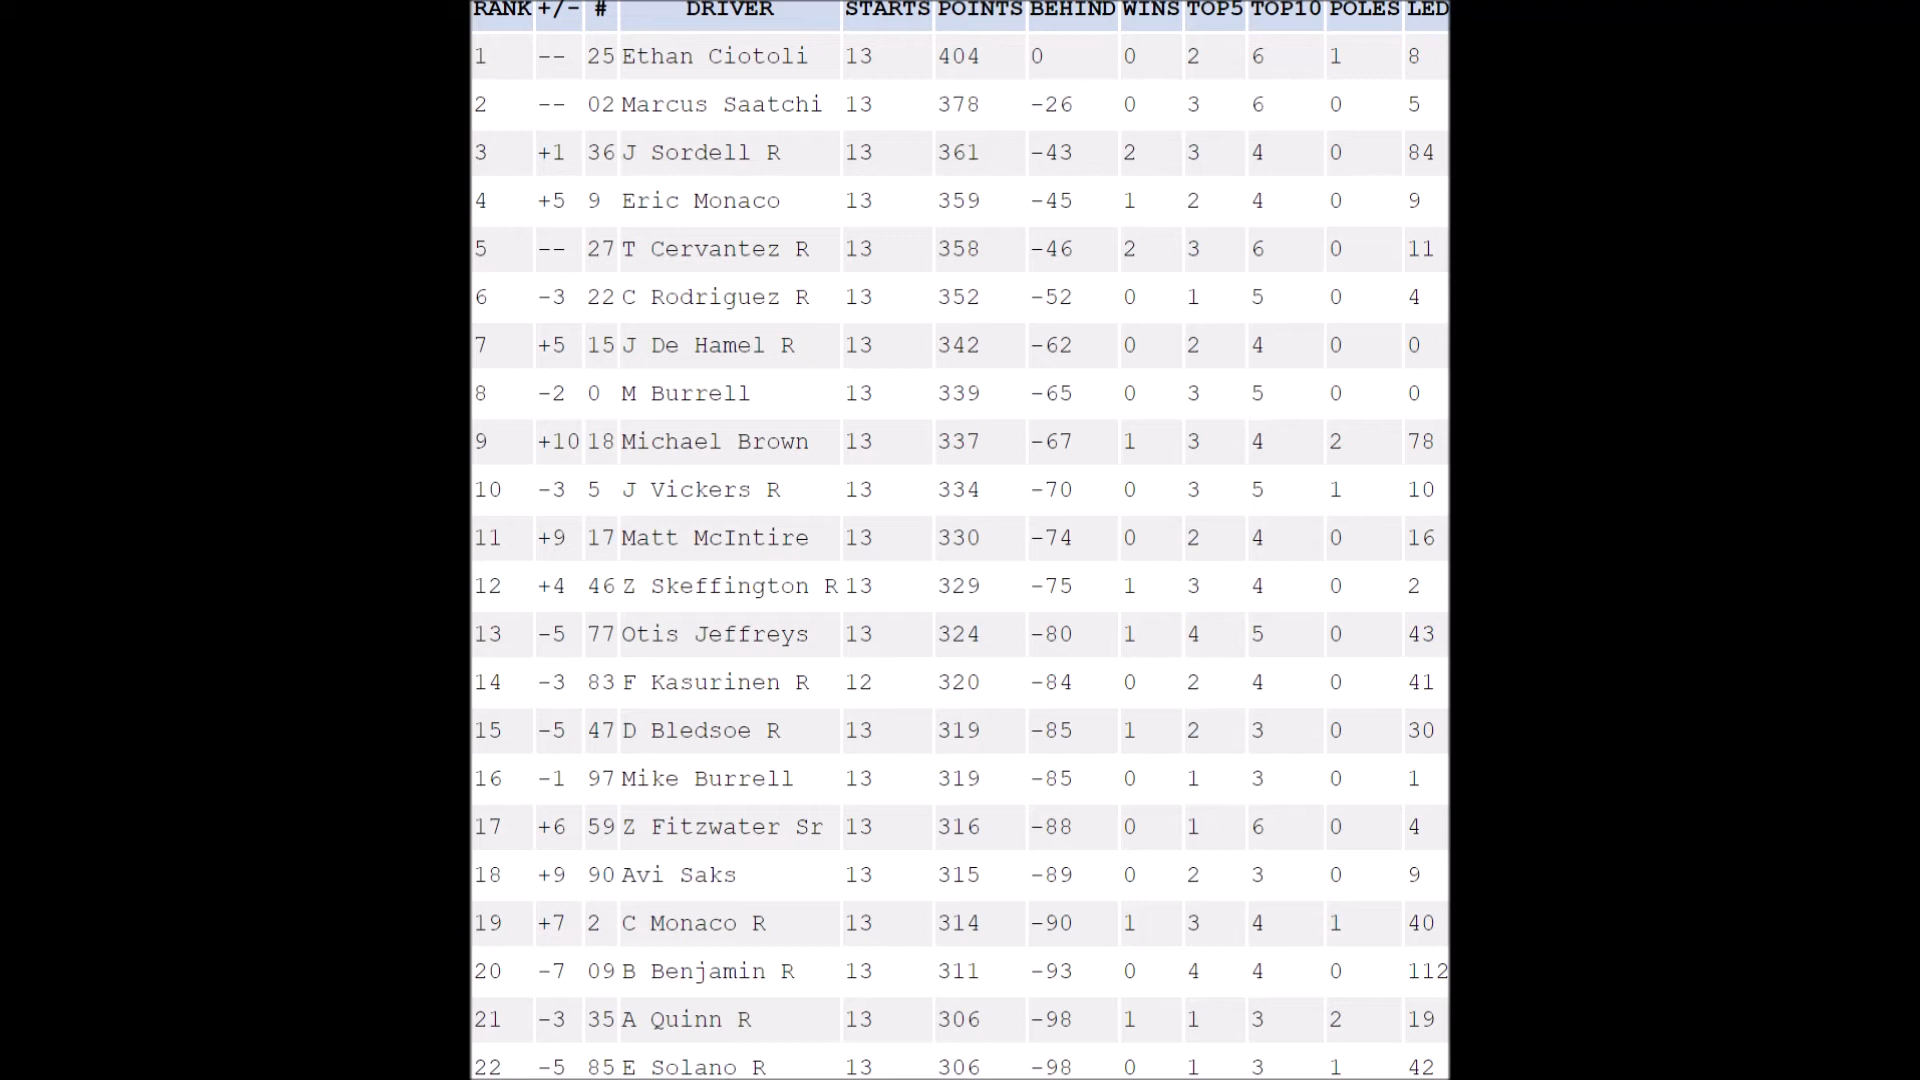 RANK +/- # DRIVER STARTS POINTS BEHIND WINS TOP5 TOP10 POLES LED
1 -- 25 Ethan Ciotoli 13 404 0 0 2 6 1 8
2 -- 02 Marcus Saatchi 13 378 -26 0 3 6 0 5
3 +1 36 J Sordell R 13 361 -43 2 3 4 0 84
4 +5 9 Eric Monaco 13 359 -45 1 2 4 0 9
5 -- 27 T Cervantez R 13 358 -46 2 3 6 0 11
6 -3 22 C Rodriguez R 13 352 -52 0 1 5 0 4
7 +5 15 J De Hamel R 13 342 -62 0 2 4 0 0
8 -2 0 M Burrell 13 339 -65 0 3 5 0 0
9 +10 18 Michael Brown 13 337 -67 1 3 4 2 78
10 -3 5 J Vickers R 13 334 -70 0 3 5 1 10
11 +9 17 Matt McIntire 13 330 -74 0 2 4 0 16
12 +4 46 Z Skeffington R 13 329 -75 1 3 4 0 2
13 -5 77 Otis Jeffreys 13 324 -80 1 4 5 0 43
14 -3 83 F Kasurinen R 12 320 -84 0 2 4 0 41
15 -5 47 D Bledsoe R 13 319 -85 1 2 3 0 30
16 -1 97 Mike Burrell 13 319 -85 0 1 3 0 1
17 +6 59 Z Fitzwater Sr 13 316 -88 0 1 6 0 4
18 +9 90 Avi Saks 13 315 -89 0 2 3 0 9
19 +7 2 C Monaco R 13 314 -90 1 3 4 1 40
20 -7 09 B Benjamin R 13 311 -93 0 4 4 0 112
21 -3 35 A Quinn R 13 306 -98 1 1 3 2 19
22 -5 85 E Solano R 13 306 -98 0 1 3 1 42